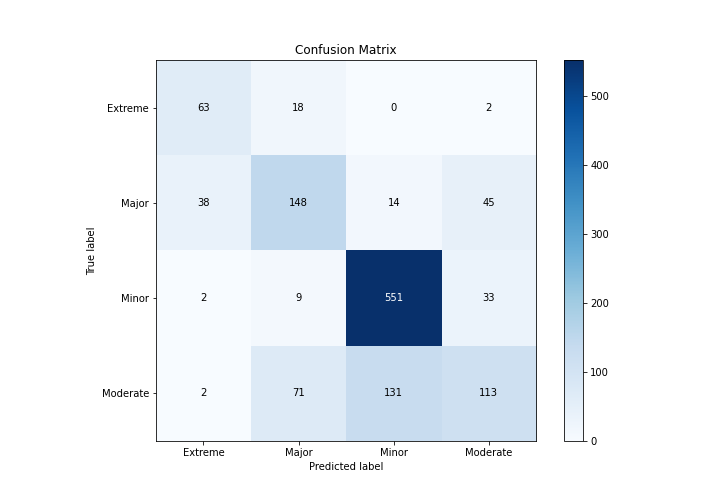 Confusion Matrix
Extreme 63 18 0 2
Major 38 148 14 45
Minor 2 9 551 33
Moderate 2 71 131 113
Extreme Major Minor Moderate
Predicted label
True label
500
400
300
200
100
0